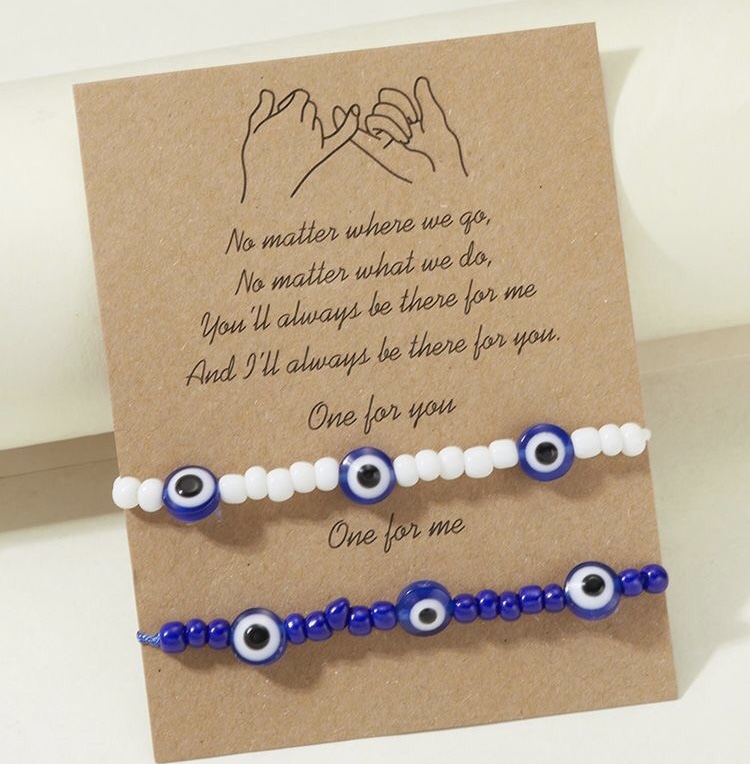 No matter where we go,
No matter what we do,
You'll always be there for me
And I'll always be there for you.
One for you
One for me